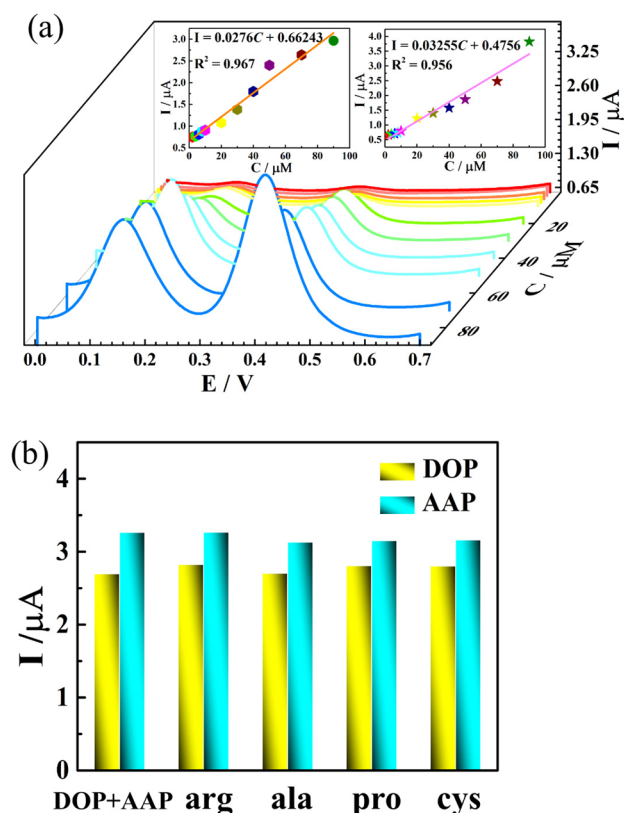 (a)
I = 0.0276C + 0.66243
R² = 0.967
I / μA
3.0
2.5
2.0
1.5
1.0
0.5
0 20 40 60 80 100
C / μM
I = 0.03255C + 0.4756
R² = 0.956
I / μA
4.0
3.5
3.0
2.5
2.0
1.5
1.0
0.5
0 20 40 60 80 100
C / μM
3.25
2.60
1.95
1.30
0.65
I / μA
20
40
60
80
C / μM
0.0 0.1 0.2 0.3 0.4 0.5 0.6 0.7
E / V
(b)
DOP
AAP
4
3
2
1
0
I /μA
DOP+AAP arg ala pro cys